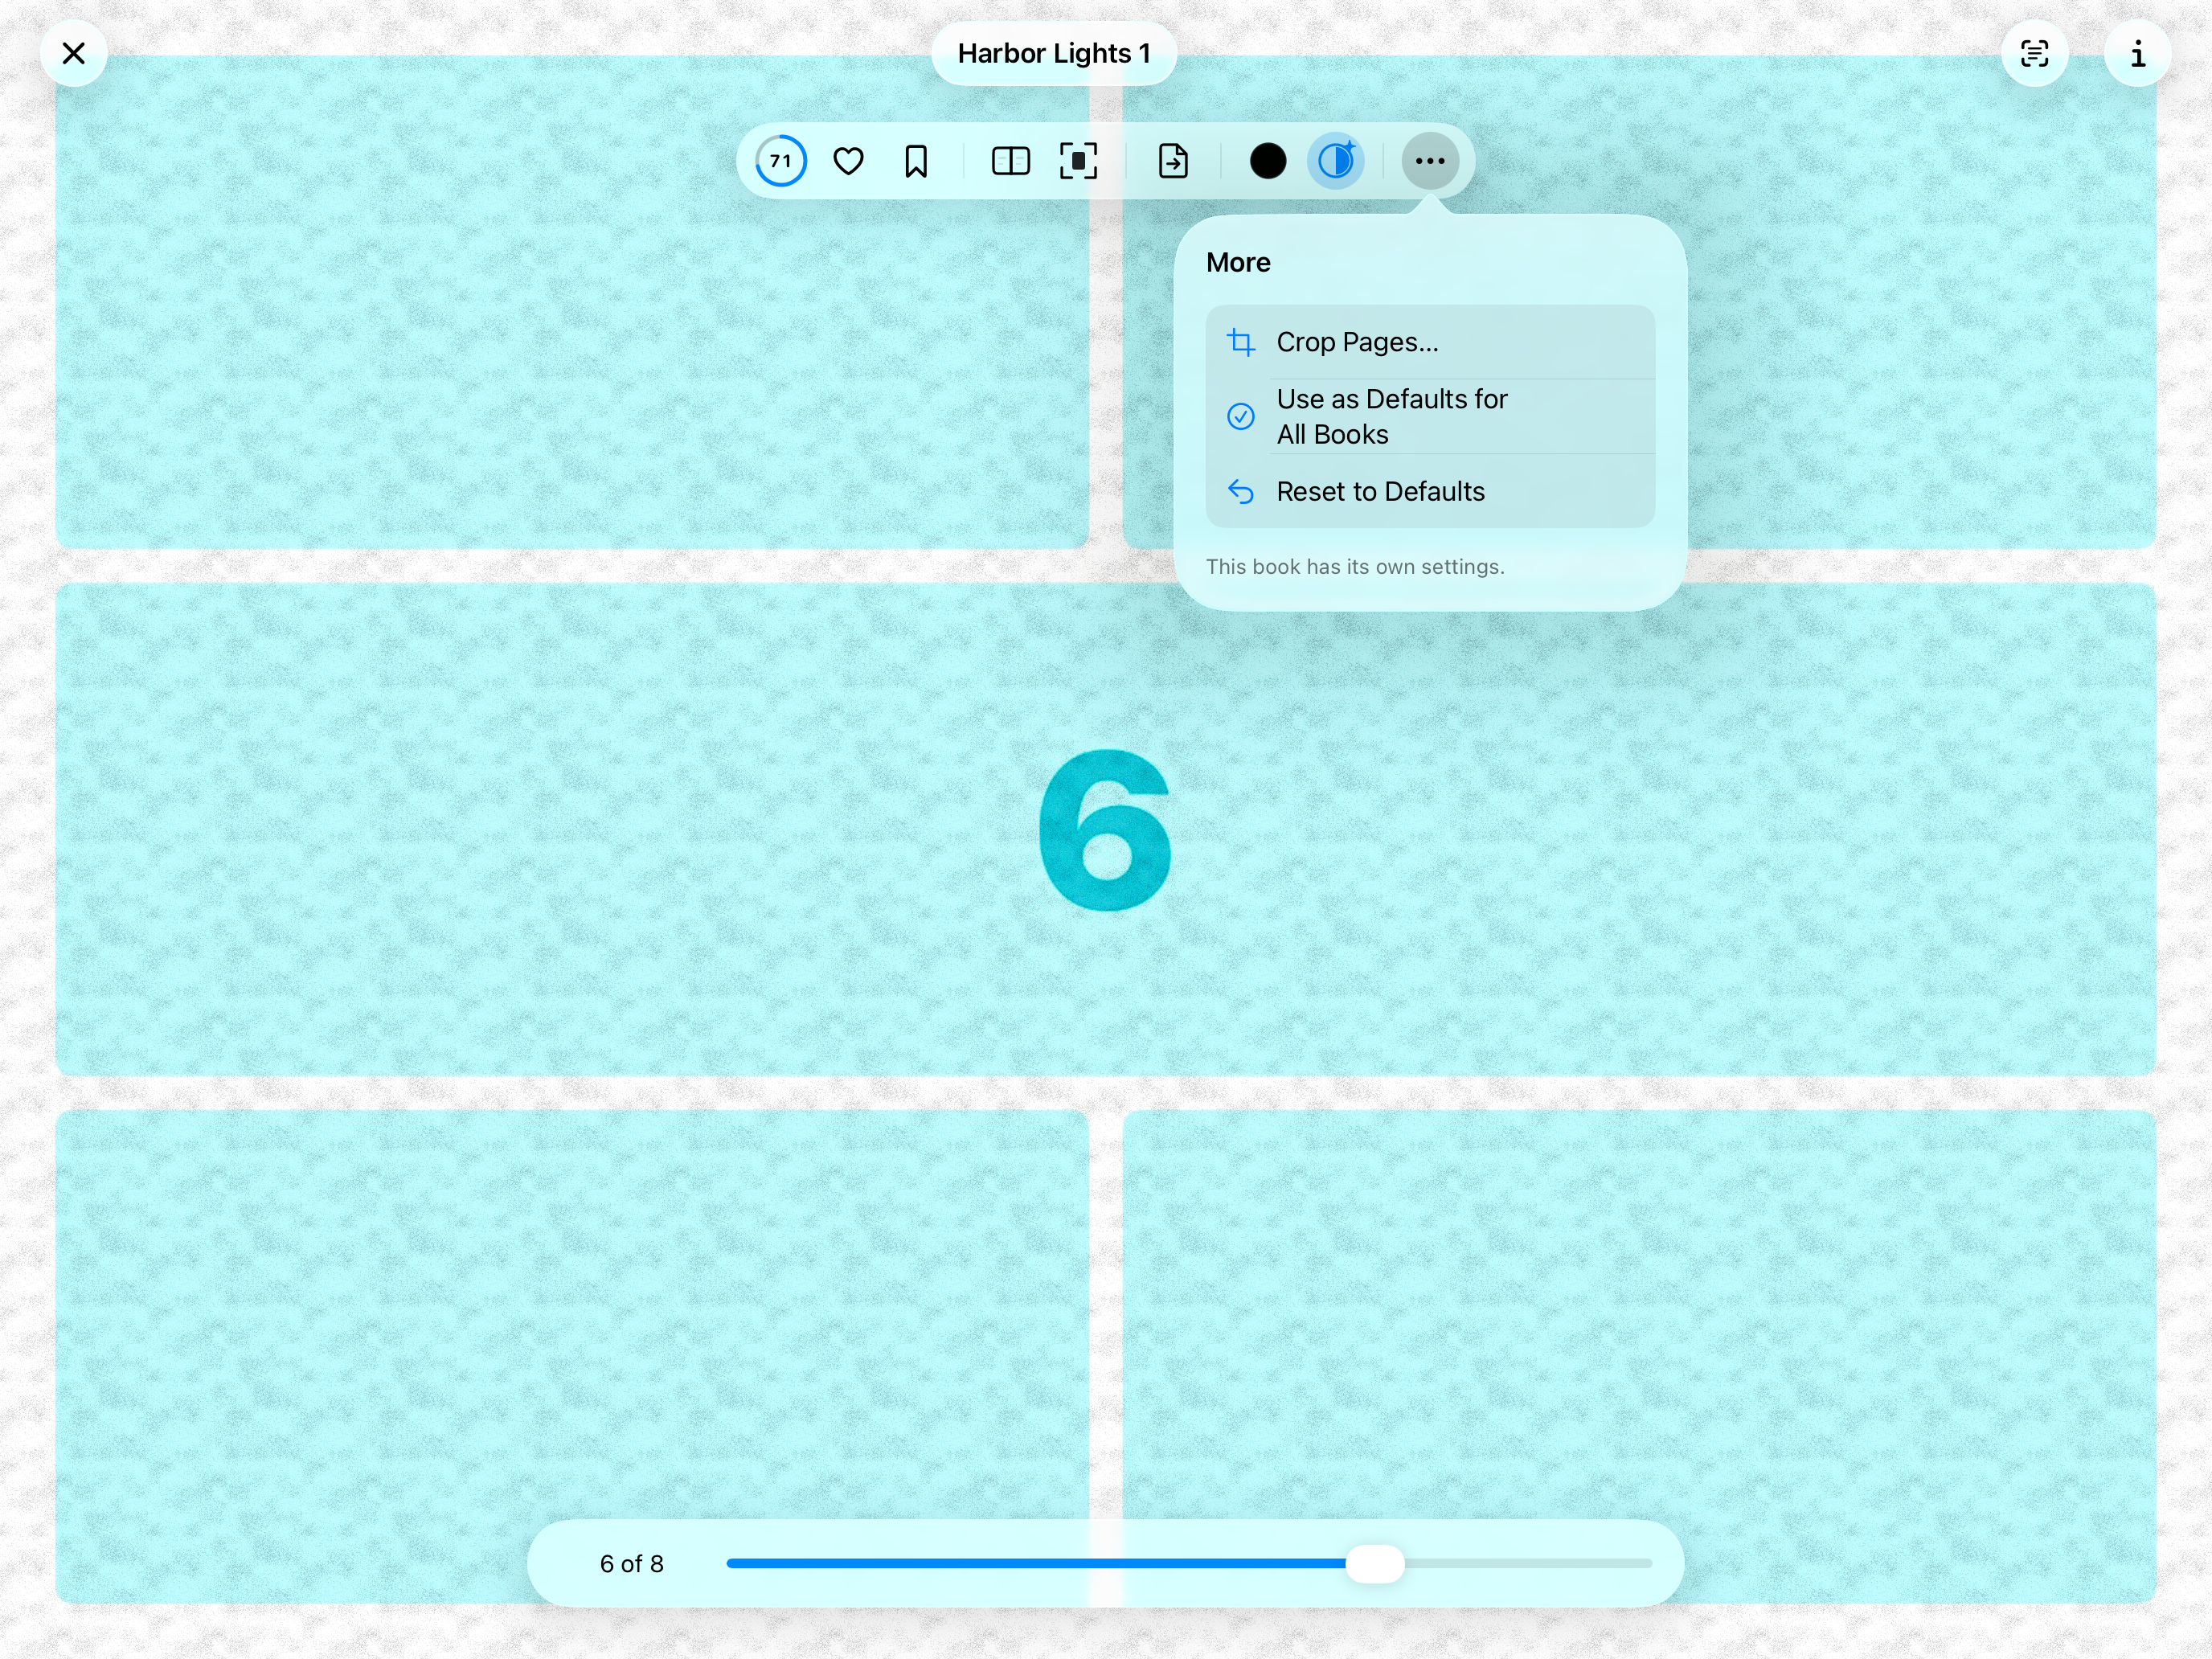 Harbor Lights 1
71
More
Crop Pages...
Use as Defaults for
All Books
Reset to Defaults
This book has its own settings.
6
6 of 8